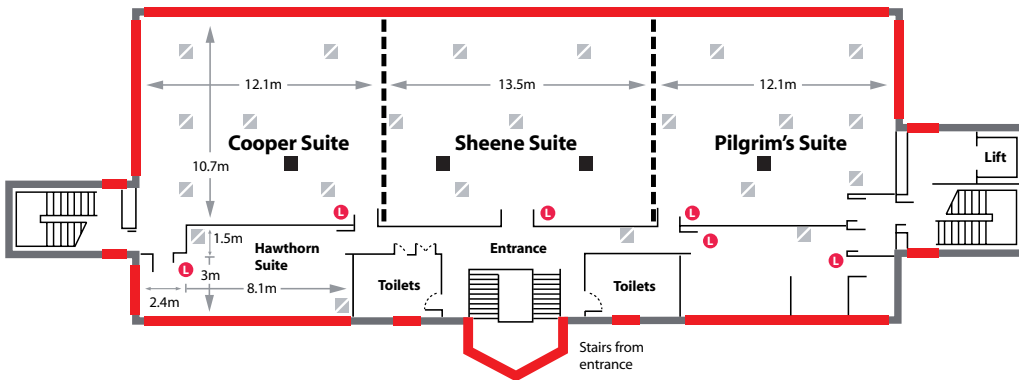 12.1m
13.5m
12.1m
Cooper Suite
Sheene Suite
Pilgrim's Suite
Lift
10.7m
L
L
L
1.5m
Hawthorn
Suite
Entrance
L
L
L
3m
8.1m
2.4m
Toilets
Toilets
Stairs from
entrance